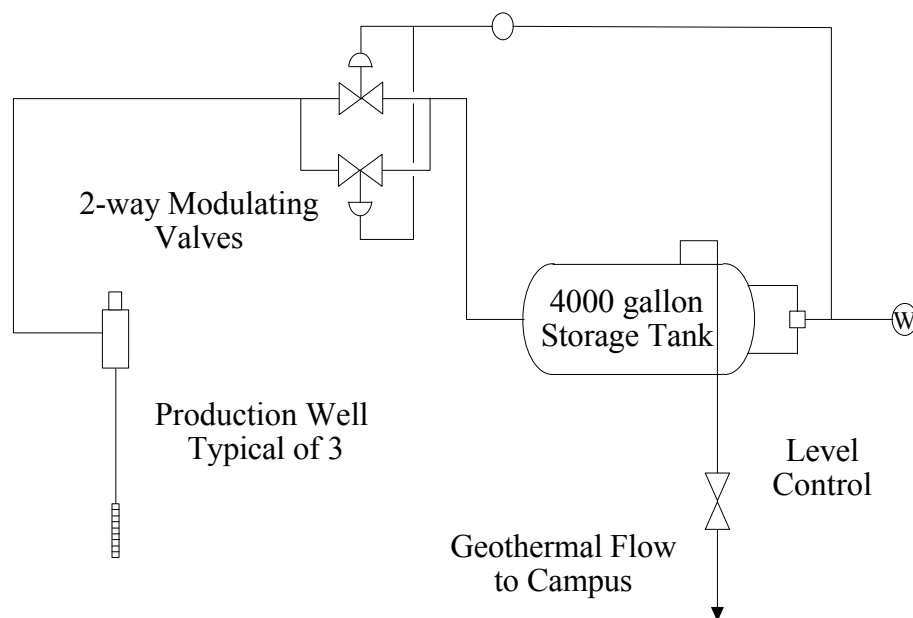 2-way Modulating
Valves
4000 gallon
Storage Tank
W
Production Well
Typical of 3
Level
Control
Geothermal Flow
to Campus